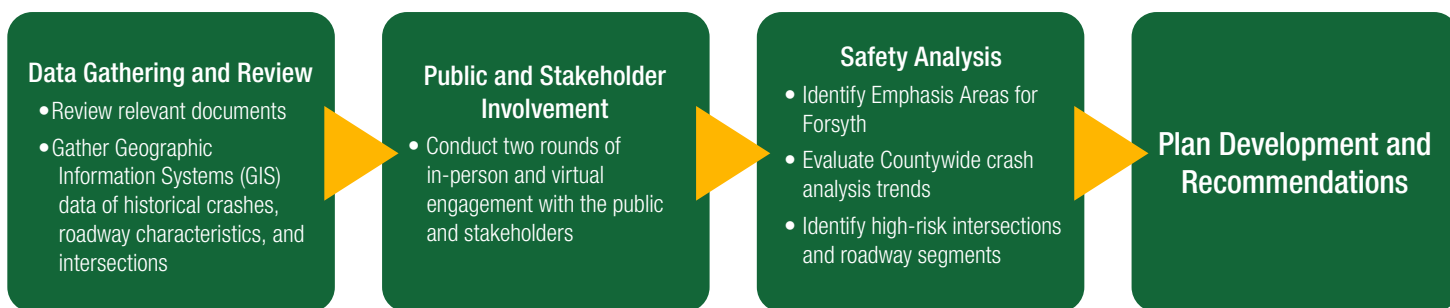 Data Gathering and Review
•Review relevant documents
•Gather Geographic
Information Systems (GIS)
data of historical crashes,
roadway characteristics, and
intersections
Public and Stakeholder
Involvement
• Conduct two rounds of
in-person and virtual
engagement with the public
and stakeholders
Safety Analysis
• Identify Emphasis Areas for
Forsyth
• Evaluate Countywide crash
analysis trends
• Identify high-risk intersections
and roadway segments
Plan Development and
Recommendations